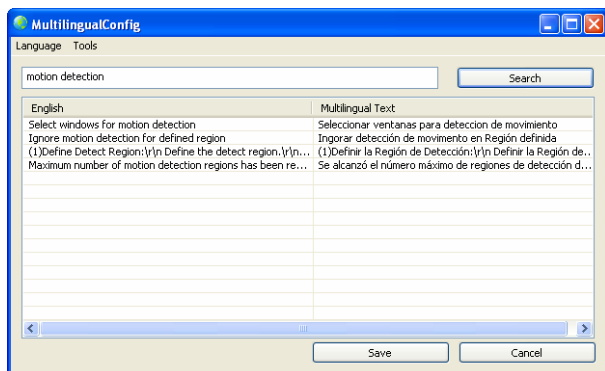 MultilingualConfig
Language Tools
motion detection Search
English Multilingual Text
Select windows for motion detection Seleccionar ventanas para deteccion de movimiento
Ignore motion detection for defined region Ingorar detección de movimiento en Región definida
(1)Define Detect Region:\r\n Define the detect region.\r\n... (1)Definir la Región de Detección:\r\n Definir la Región de...
Maximum number of motion detection regions has been re... Se alcanzó el número máximo de regiones de detección d...
Save Cancel